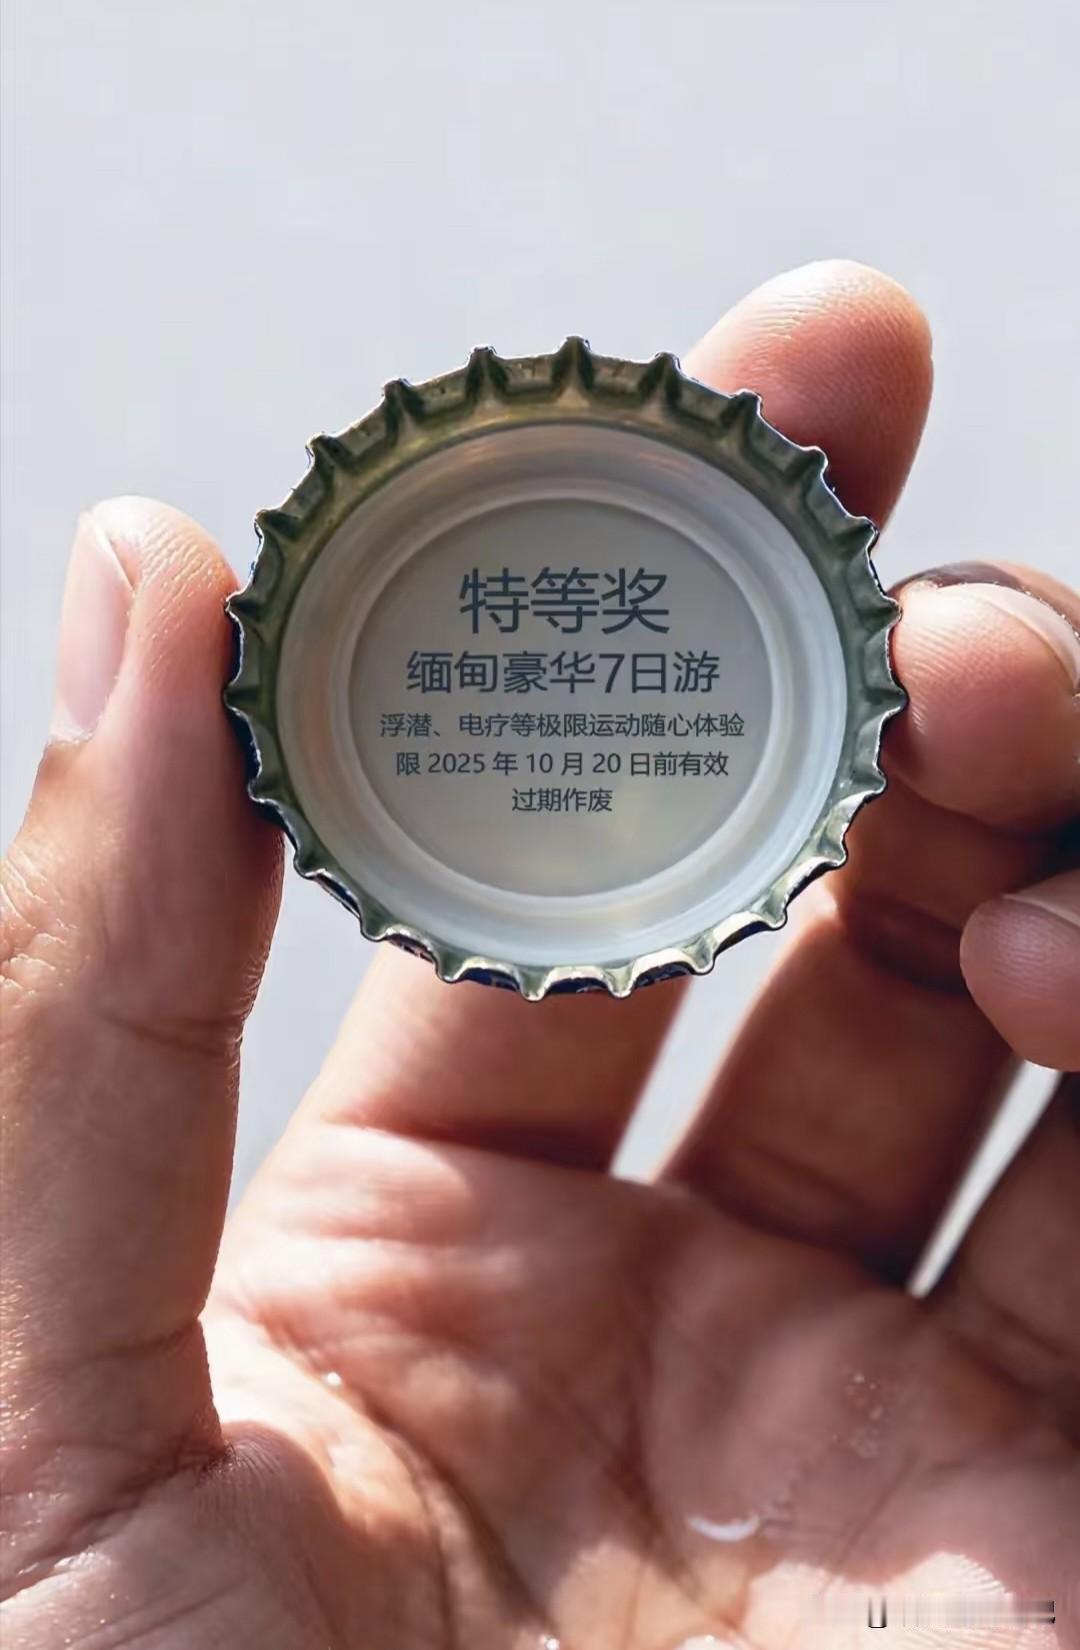 特等奖
缅甸豪华7日游
浮潜、电疗等极限运动随心体验
限 2025 年 10 月 20 日前有效
过期作废